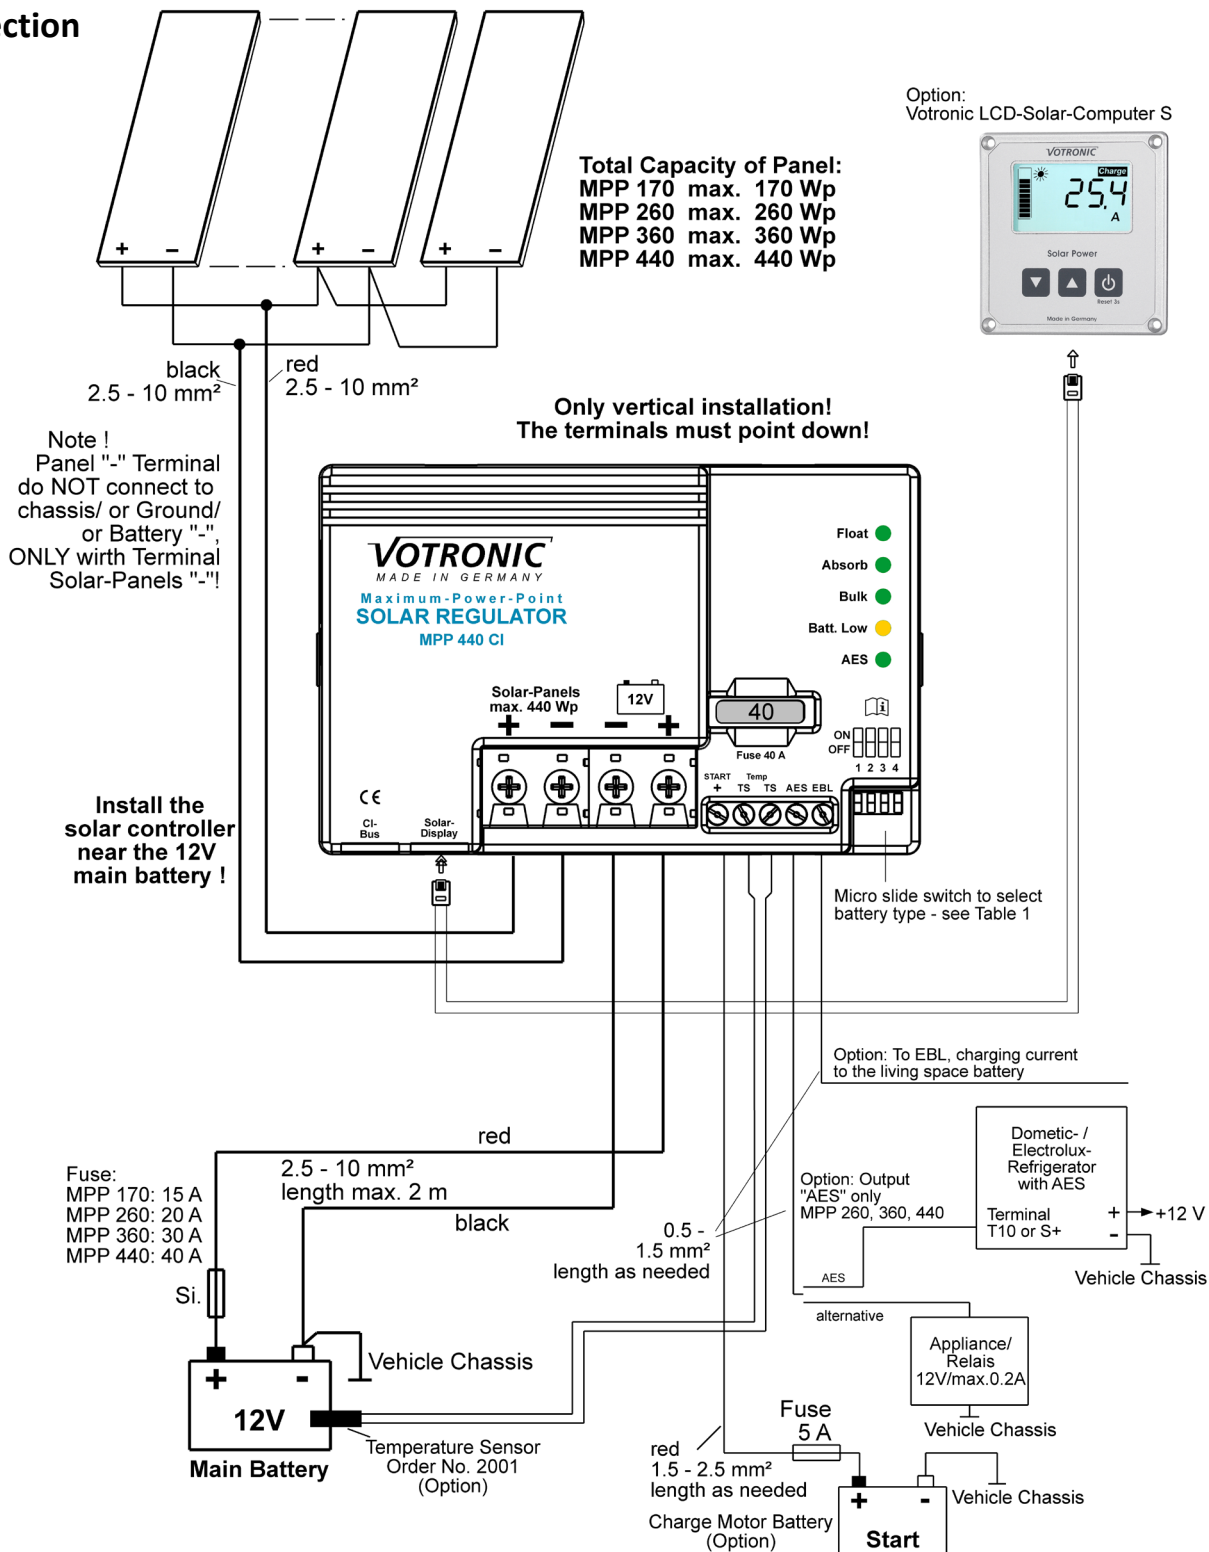 ection
Option:
Votronic LCD-Solar-Computer S
VOTRONIC
Charge
25.4
A
Solar Power
Reset 3s
Made in Germany
Total Capacity of Panel:
MPP 170 max. 170 Wp
MPP 260 max. 260 Wp
MPP 360 max. 360 Wp
MPP 440 max. 440 Wp
+ −
+ −
+ −
black
2.5 - 10 mm²
red
2.5 - 10 mm²
Note !
Panel "-" Terminal
do NOT connect to
chassis/ or Ground/
or Battery "-",
ONLY wirth Terminal
Solar-Panels "-"!
Only vertical installation!
The terminals must point down!
VOTRONIC
MADE IN GERMANY
Maximum-Power-Point
SOLAR REGULATOR
MPP 440 CI
Float
Absorb
Bulk
Batt. Low
AES
Solar-Panels
max. 440 Wp
12V
+ − − +
40
Fuse 40 A
i
ON
OFF
1 2 3 4
START Temp
+ TS TS AES EBL
CE
CI-
Bus
Solar-
Display
Install the
solar controller
near the 12V
main battery !
Micro slide switch to select
battery type - see Table 1
Option: To EBL, charging current
to the living space battery
red
2.5 - 10 mm²
length max. 2 m
black
Fuse:
MPP 170: 15 A
MPP 260: 20 A
MPP 360: 30 A
MPP 440: 40 A
Si.
0.5 -
1.5 mm²
length as needed
Option: Output
"AES" only
MPP 260, 360, 440
Dometic- /
Electrolux-
Refrigerator
with AES
Terminal
T10 or S+
+
-
+12 V
Vehicle Chassis
AES
alternative
Appliance/
Relais
12V/max.0.2A
Vehicle Chassis
Vehicle Chassis
+ -
12V
Main Battery
Temperature Sensor
Order No. 2001
(Option)
Fuse
5 A
red
1.5 - 2.5 mm²
length as needed
Charge Motor Battery
(Option)
+ -
Start
Vehicle Chassis